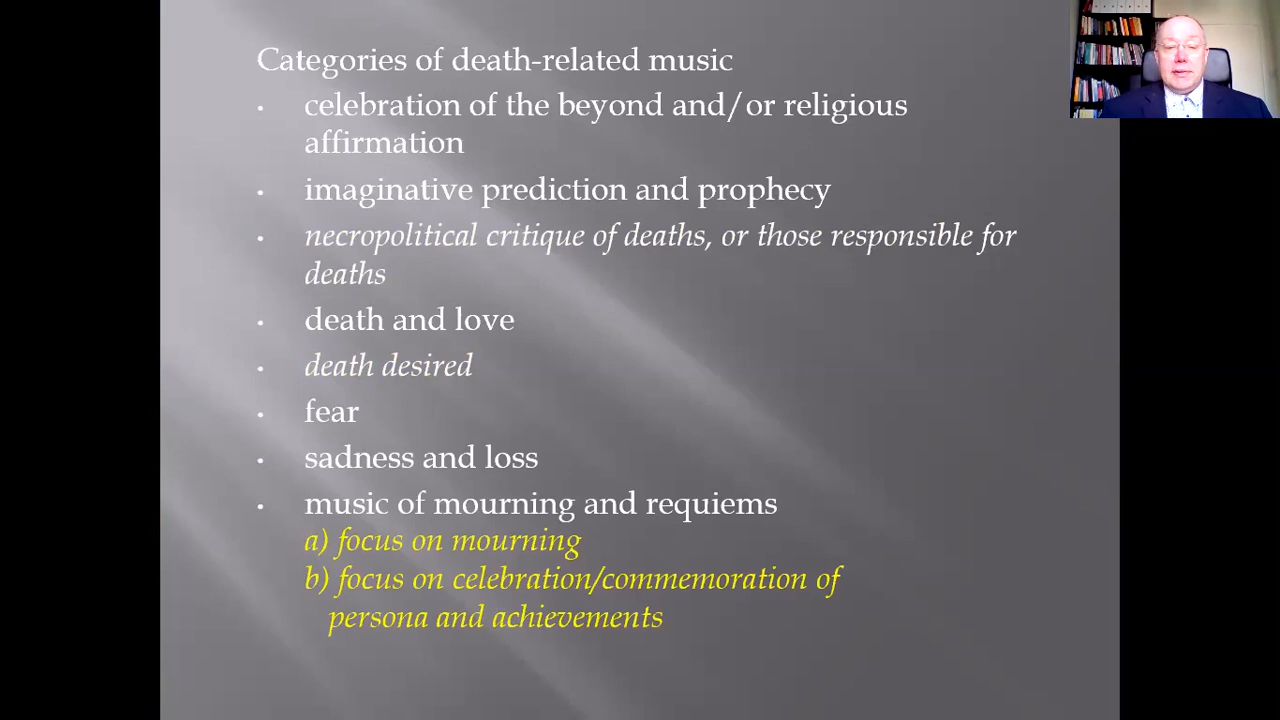 Categories of death-related music
• celebration of the beyond and/or religious
affirmation
• imaginative prediction and prophecy
• necropolitical critique of deaths, or those responsible for
deaths
• death and love
• death desired
• fear
• sadness and loss
• music of mourning and requiems
a) focus on mourning
b) focus on celebration/commemoration of
persona and achievements